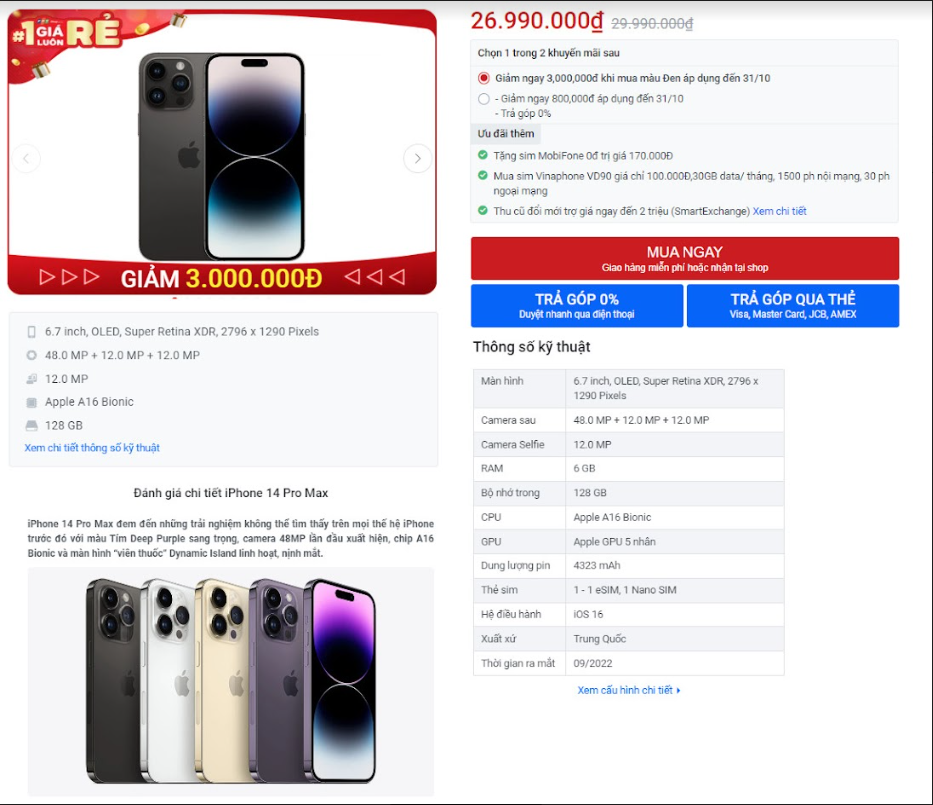 #1 GIÁ LUÔN RẺ
GIẢM 3.000.000Đ
6.7 inch, OLED, Super Retina XDR, 2796 x 1290 Pixels
48.0 MP + 12.0 MP + 12.0 MP
12.0 MP
Apple A16 Bionic
128 GB
Xem chi tiết thông số kỹ thuật
Đánh giá chi tiết iPhone 14 Pro Max
iPhone 14 Pro Max đem đến những trải nghiệm không thể tìm thấy trên mọi thế hệ iPhone
trước đó với màu Tím Deep Purple sang trọng, camera 48MP lần đầu xuất hiện, chip A16
Bionic và màn hình “viên thuốc” Dynamic Island linh hoạt, nịnh mắt.
26.990.000₫ 29.990.000₫
Chọn 1 trong 2 khuyến mãi sau
Giảm ngay 3,000,000đ khi mua màu Đen áp dụng đến 31/10
- Giảm ngay 800,000đ áp dụng đến 31/10
- Trả góp 0%
Ưu đãi thêm
Tặng sim MobiFone 0đ trị giá 170.000Đ
Mua sim Vinaphone VD90 giá chỉ 100.000Đ,30GB data/ tháng, 1500 ph nội mạng, 30 ph
ngoại mạng
Thu cũ đổi mới trợ giá ngay đến 2 triệu (SmartExchange) Xem chi tiết
MUA NGAY
Giao hàng miễn phí hoặc nhận tại shop
TRẢ GÓP 0%
Duyệt nhanh qua điện thoại
TRẢ GÓP QUA THẺ
Visa, Master Card, JCB, AMEX
Thông số kỹ thuật
Màn hình 6.7 inch, OLED, Super Retina XDR, 2796 x
1290 Pixels
Camera sau 48.0 MP + 12.0 MP + 12.0 MP
Camera Selfie 12.0 MP
RAM 6 GB
Bộ nhớ trong 128 GB
CPU Apple A16 Bionic
GPU Apple GPU 5 nhân
Dung lượng pin 4323 mAh
Thẻ sim 1 - 1 eSIM, 1 Nano SIM
Hệ điều hành iOS 16
Xuất xứ Trung Quốc
Thời gian ra mắt 09/2022
Xem cấu hình chi tiết